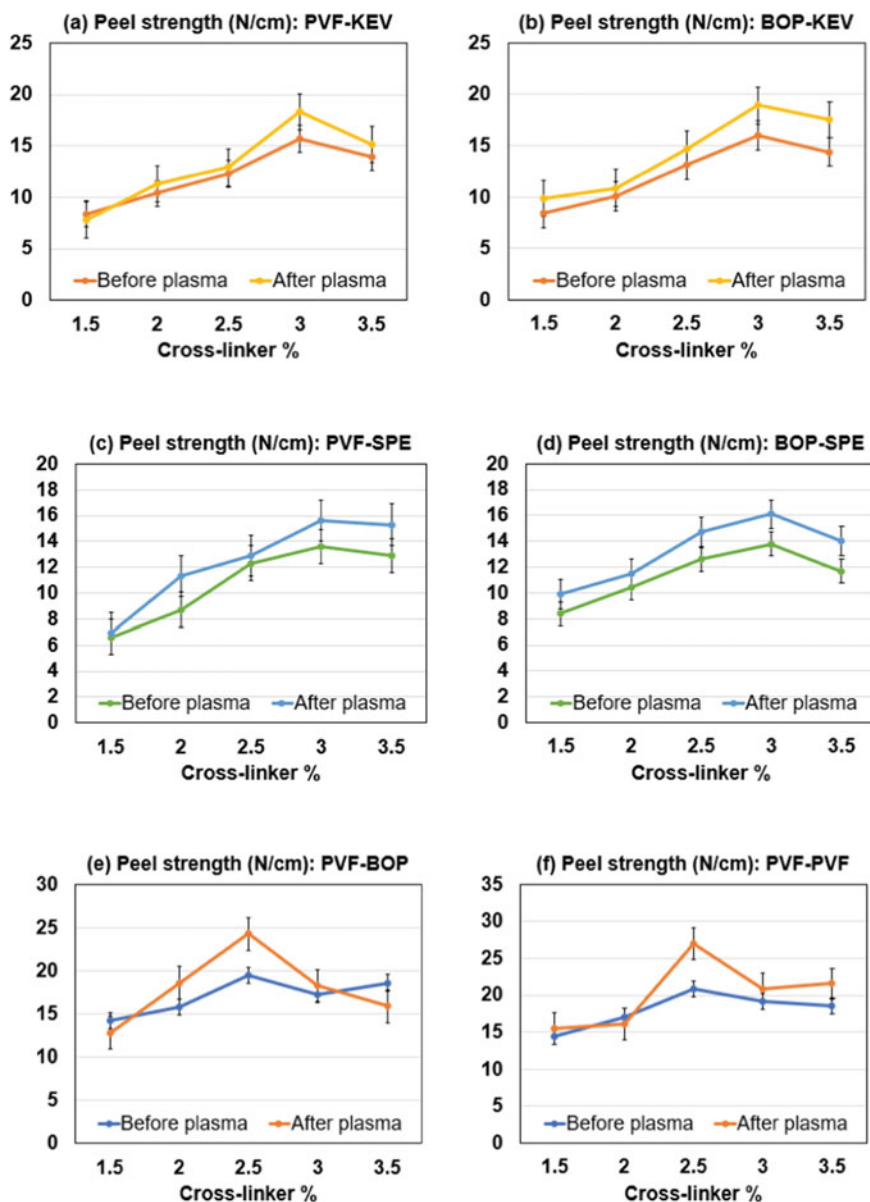 (a) Peel strength (N/cm): PVF-KEV
25
20
15
10
5
0
Before plasma After plasma
1.5 2 2.5 3 3.5
Cross-linker %
(b) Peel strength (N/cm): BOP-KEV
25
20
15
10
5
0
Before plasma After plasma
1.5 2 2.5 3 3.5
Cross-linker %
(c) Peel strength (N/cm): PVF-SPE
20
18
16
14
12
10
8
6
4
2
0
Before plasma After plasma
1.5 2 2.5 3 3.5
Cross-linker %
(d) Peel strength (N/cm): BOP-SPE
20
18
16
14
12
10
8
6
4
2
0
Before plasma After plasma
1.5 2 2.5 3 3.5
Cross-linker %
(e) Peel strength (N/cm): PVF-BOP
30
25
20
15
10
5
0
Before plasma After plasma
1.5 2 2.5 3 3.5
Cross-linker %
(f) Peel strength (N/cm): PVF-PVF
35
30
25
20
15
10
5
0
Before plasma After plasma
1.5 2 2.5 3 3.5
Cross-linker %